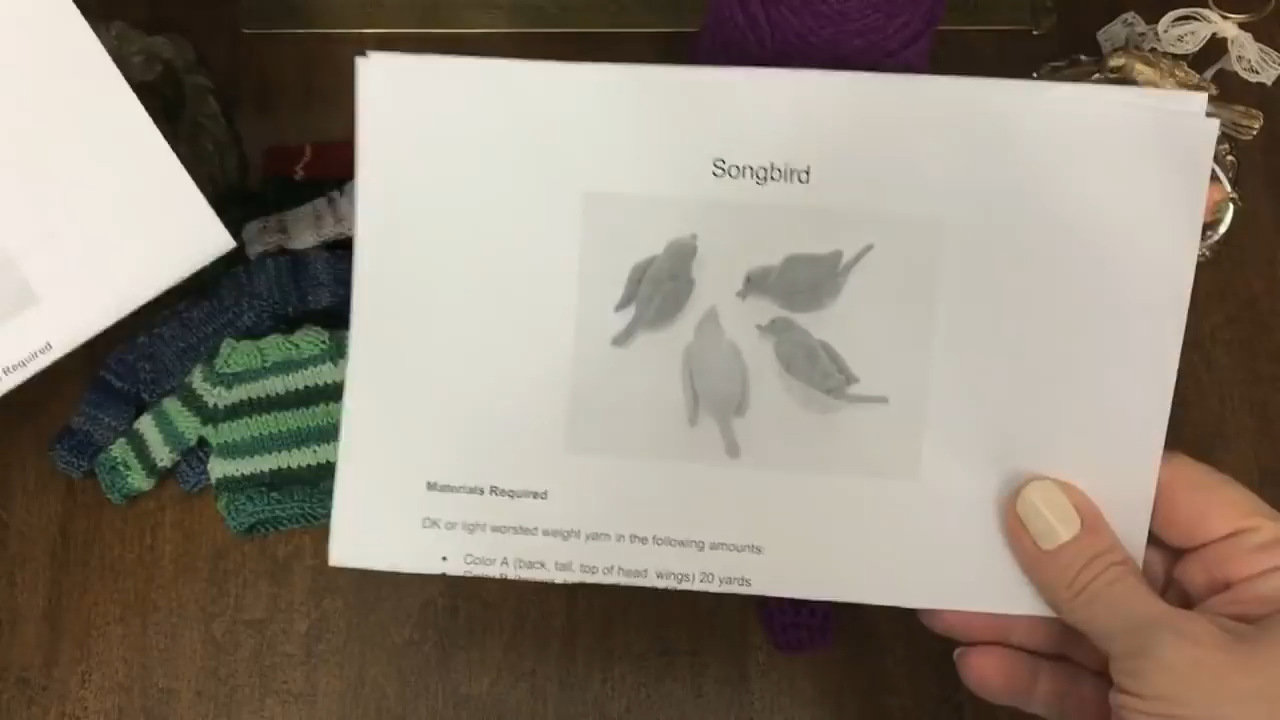 Songbird
Materials Required
DK or light worsted weight yarn in the following amounts:
• Color A (back, tail, top of head, wings) 20 yards
Color B
Required